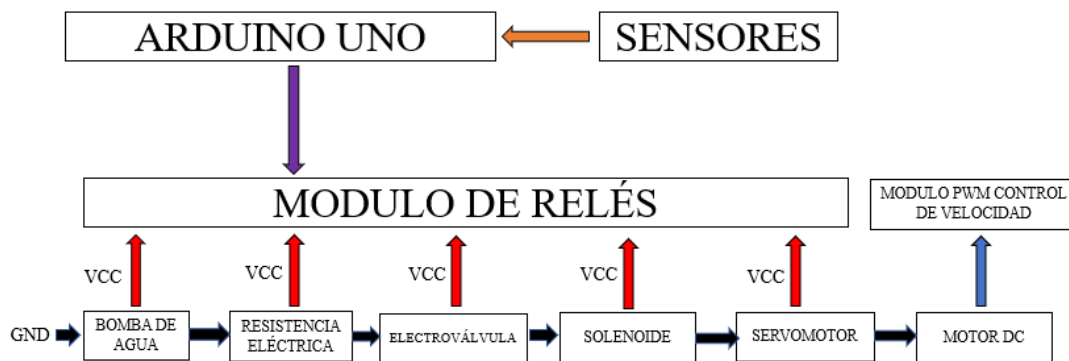 ARDUINO UNO
SENSORES
MODULO DE RELÉS
MODULO PWM CONTROL
DE VELOCIDAD
VCC
VCC
VCC
VCC
VCC
GND
BOMBA DE
AGUA
RESISTENCIA
ELÉCTRICA
ELECTROVÁLVULA
SOLENOIDE
SERVOMOTOR
MOTOR DC